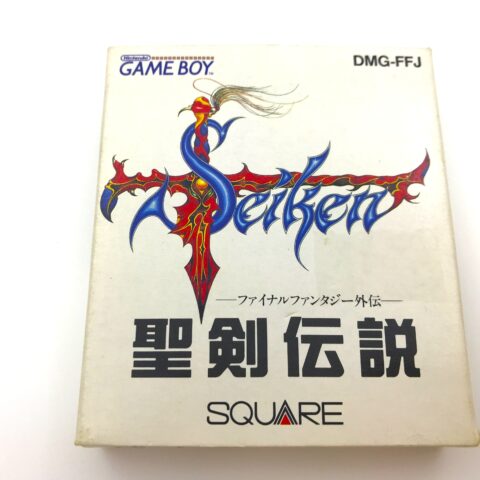 Nintendo
GAME BOY™
DMG-FFJ
Seiken
―ファイナルファンタジー外伝―
聖剣伝説
SQUARE